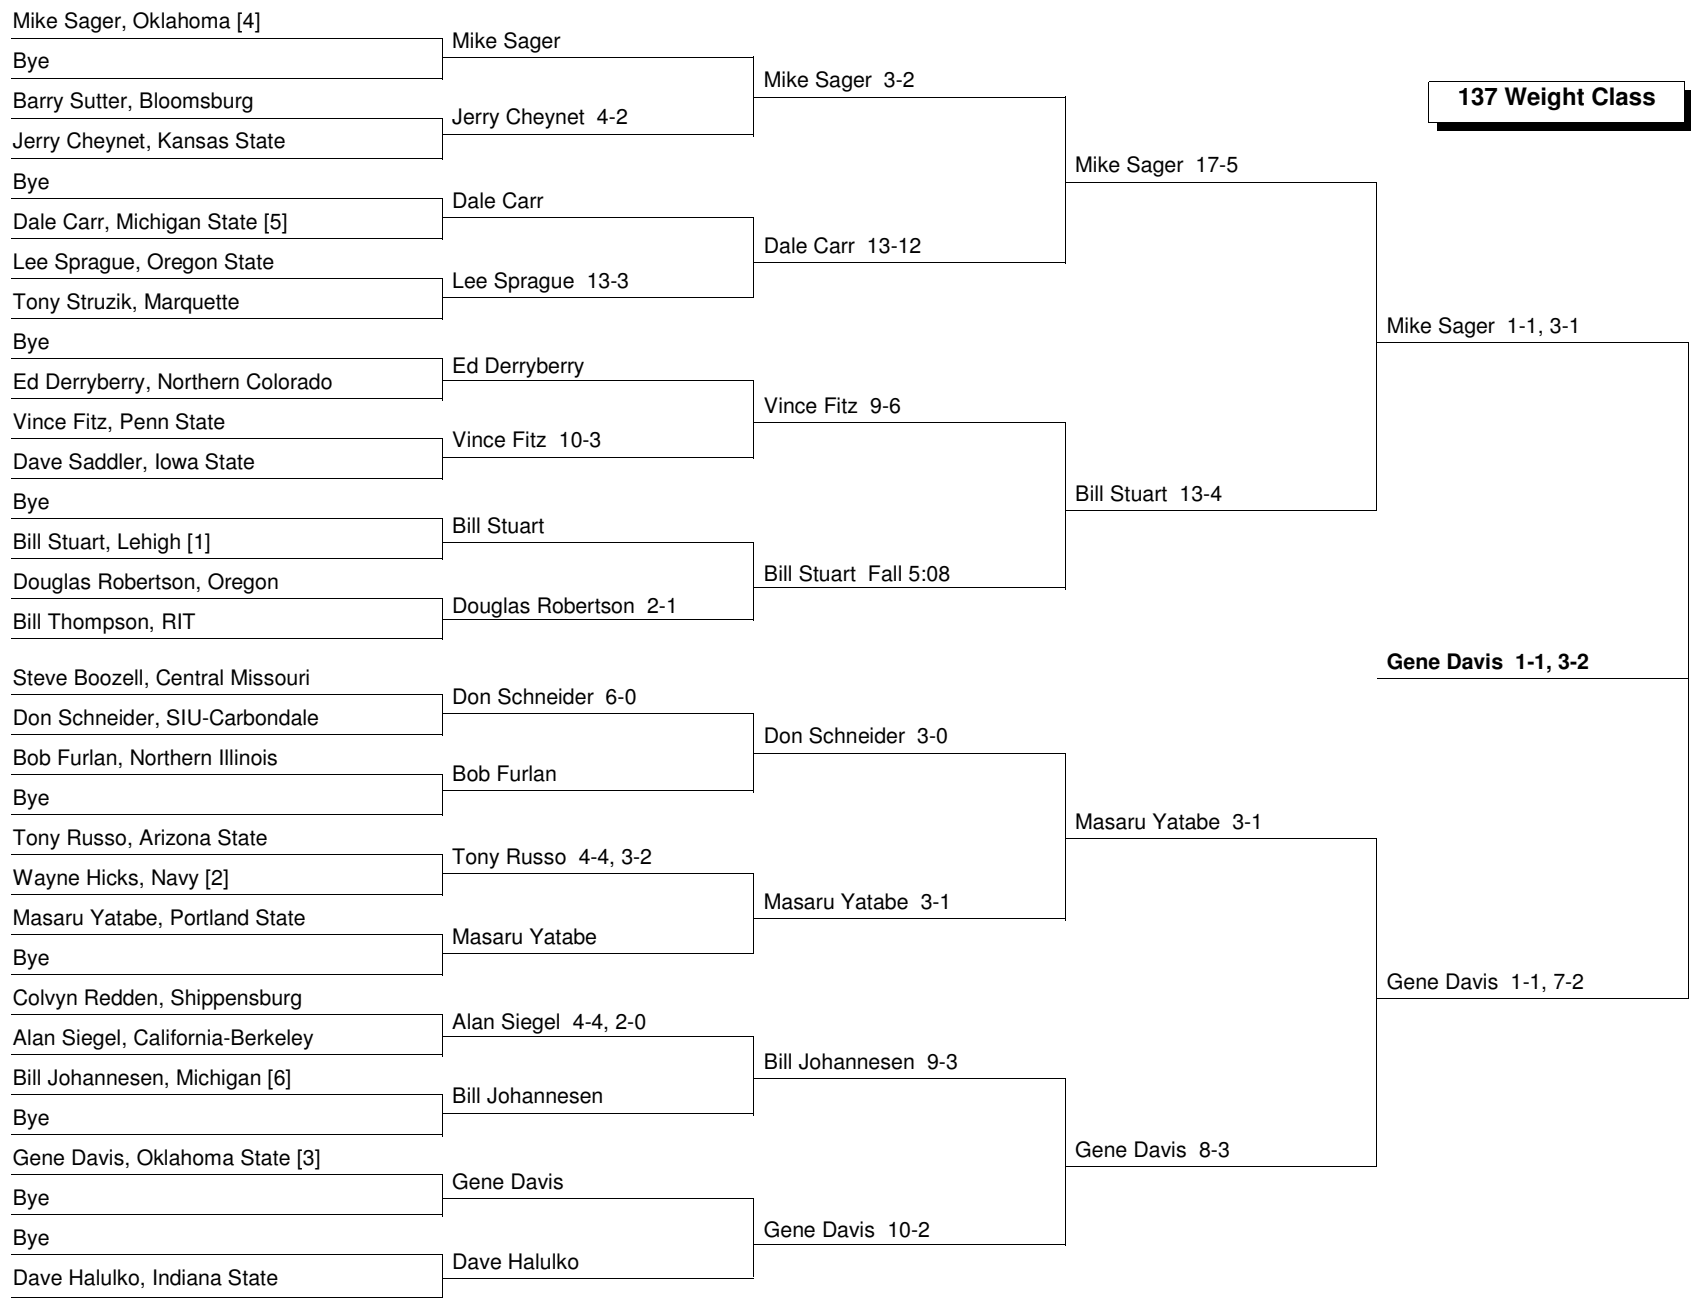 137 Weight Class
Mike Sager, Oklahoma [4]
Bye
Barry Sutter, Bloomsburg
Jerry Cheynet, Kansas State
Bye
Dale Carr, Michigan State [5]
Lee Sprague, Oregon State
Tony Struzik, Marquette
Bye
Ed Derryberry, Northern Colorado
Vince Fitz, Penn State
Dave Saddler, Iowa State
Bye
Bill Stuart, Lehigh [1]
Douglas Robertson, Oregon
Bill Thompson, RIT
Steve Boozell, Central Missouri
Don Schneider, SIU-Carbondale
Bob Furlan, Northern Illinois
Bye
Tony Russo, Arizona State
Wayne Hicks, Navy [2]
Masaru Yatabe, Portland State
Bye
Colvyn Redden, Shippensburg
Alan Siegel, California-Berkeley
Bill Johannesen, Michigan [6]
Bye
Gene Davis, Oklahoma State [3]
Bye
Bye
Dave Halulko, Indiana State
Mike Sager
Jerry Cheynet 4-2
Dale Carr
Lee Sprague 13-3
Ed Derryberry
Vince Fitz 10-3
Bill Stuart
Douglas Robertson 2-1
Don Schneider 6-0
Bob Furlan
Tony Russo 4-4, 3-2
Masaru Yatabe
Alan Siegel 4-4, 2-0
Bill Johannesen
Gene Davis
Dave Halulko
Mike Sager 3-2
Dale Carr 13-12
Vince Fitz 9-6
Bill Stuart Fall 5:08
Don Schneider 3-0
Masaru Yatabe 3-1
Bill Johannesen 9-3
Gene Davis 10-2
Mike Sager 17-5
Bill Stuart 13-4
Masaru Yatabe 3-1
Gene Davis 8-3
Mike Sager 1-1, 3-1
Gene Davis 1-1, 3-2
Gene Davis 1-1, 7-2